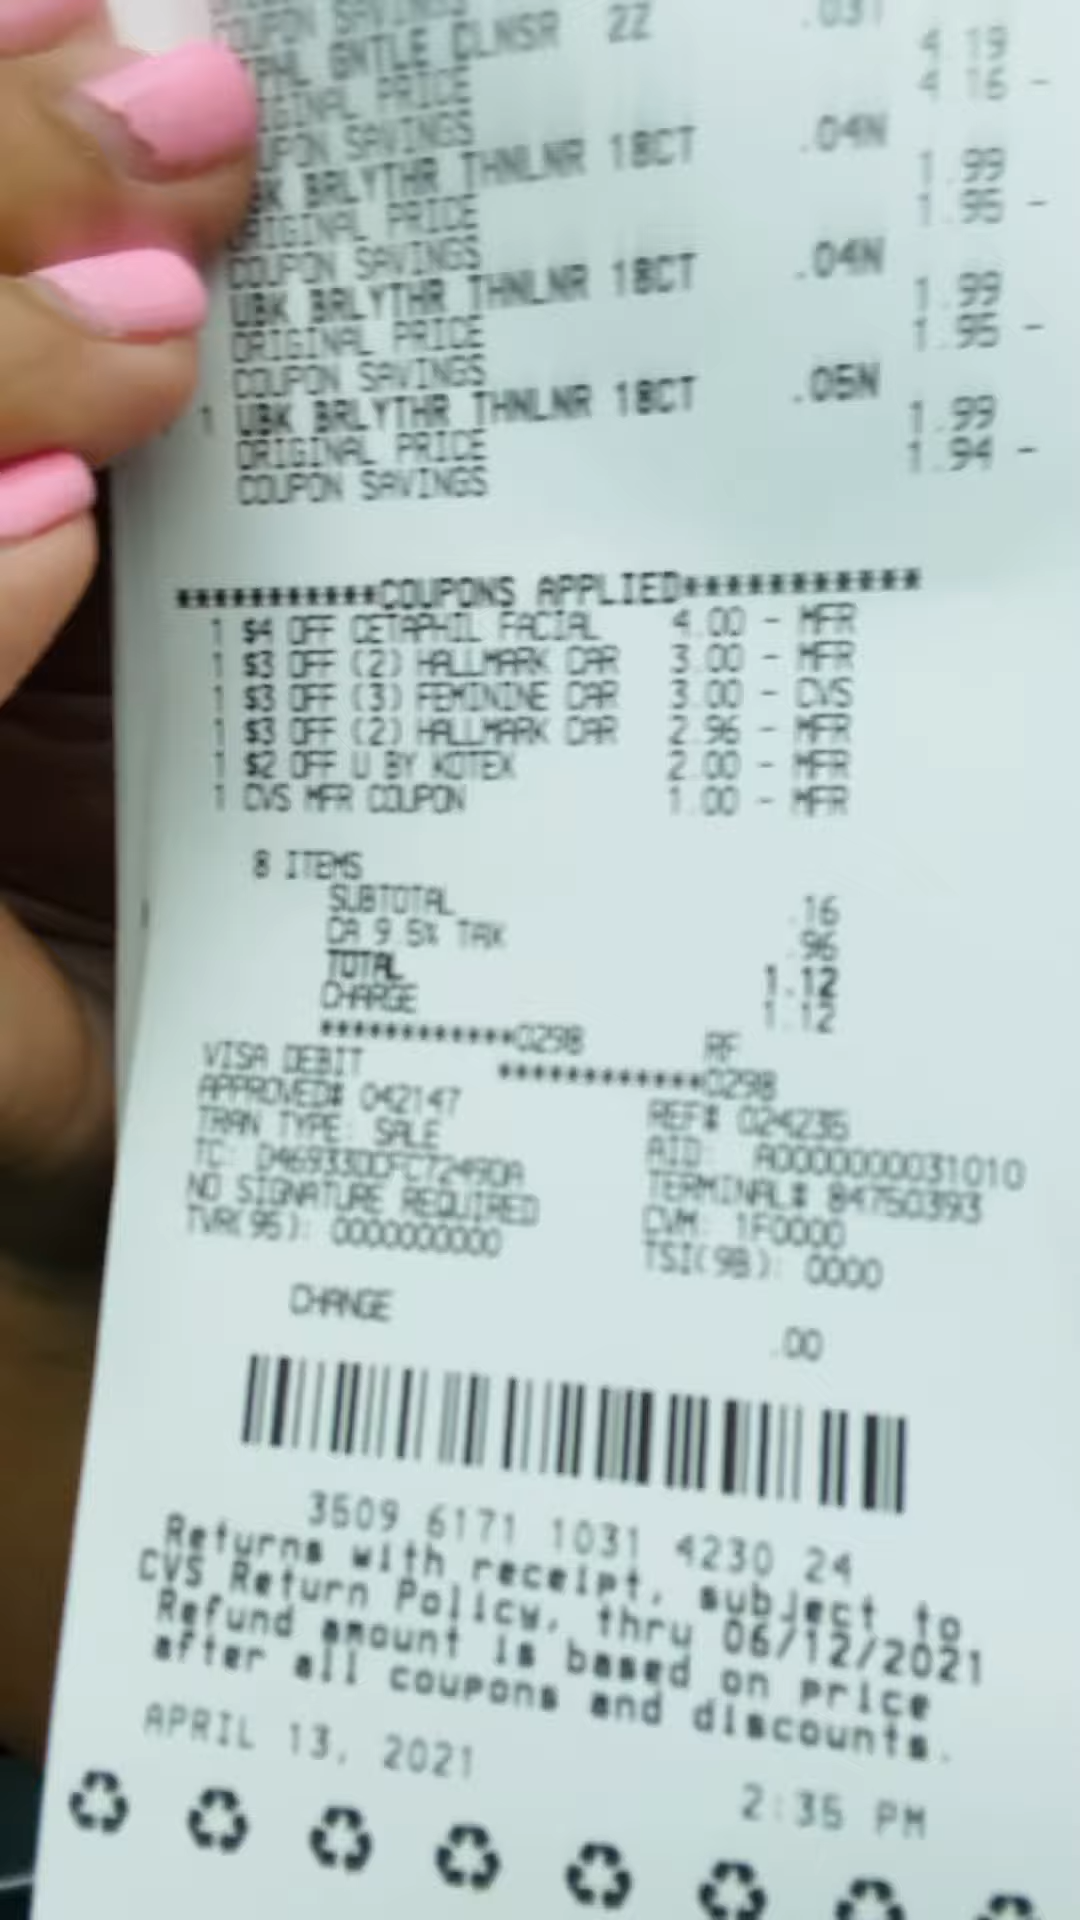 COUPON SAVINGS .03T
GNTLE CLNSR 2Z 4.19
PRICE 4.16 -
COUPON SAVINGS
BRLYTHR THNLNR 18CT .04N
ORIGINAL PRICE 1.99
COUPON SAVINGS 1.95 -
UBK BRLYTHR THNLNR 18CT .04N
ORIGINAL PRICE 1.99
COUPON SAVINGS 1.95 -
1 UBK BRLYTHR THNLNR 18CT .05N
ORIGINAL PRICE 1.99
COUPON SAVINGS 1.94 -
***********COUPONS APPLIED***********
1 $4 OFF CETAPHIL FACIAL 4.00 - MFR
1 $3 OFF (2) HALLMARK CAR 3.00 - MFR
1 $3 OFF (3) FEMININE CAR 3.00 - CVS
1 $3 OFF (2) HALLMARK CAR 2.96 - MFR
1 $2 OFF U BY KOTEX 2.00 - MFR
1 CVS MFR COUPON 1.00 - MFR
8 ITEMS
SUBTOTAL .16
CA 9.5% TAX .96
TOTAL 1.12
CHARGE 1.12
************0298 RF
VISA DEBIT ************0298
APPROVED# 042147 REF# 024235
TRAN TYPE: SALE AID: A0000000031010
TC: TERMINAL# 84750393
NO SIGNATURE REQUIRED CVM: 1F0000
TVR(95): 0000000000 TSI(9B): 0000
CHANGE .00
3509 6171 1031 4230 24
Returns with receipt, subject to
CVS Return Policy, thru 06/12/2021
Refund amount is based on price
after all coupons and discounts.
APRIL 13, 2021 2:35 PM